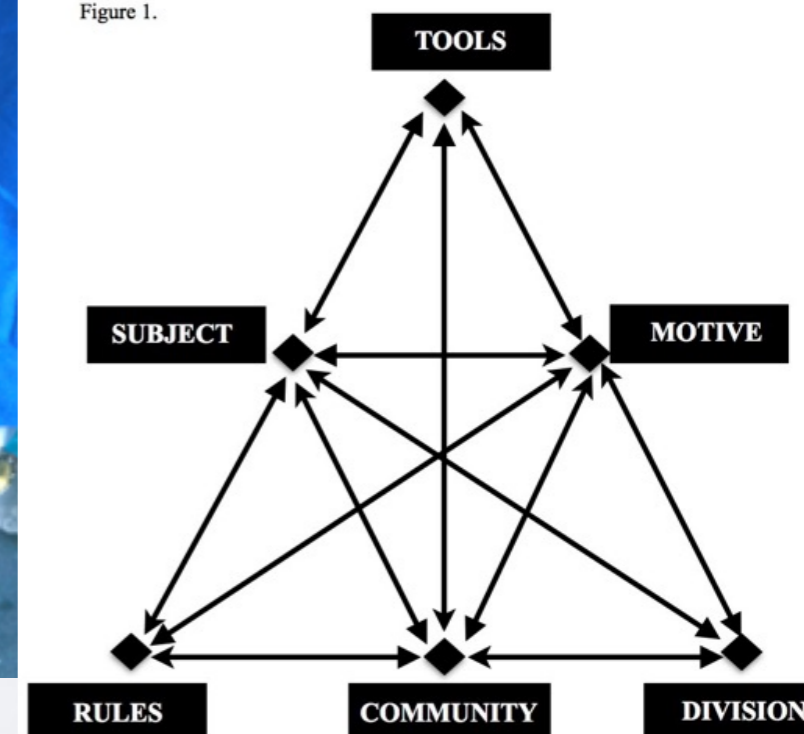 Figure 1.
TOOLS
SUBJECT
MOTIVE
RULES
COMMUNITY
DIVISION